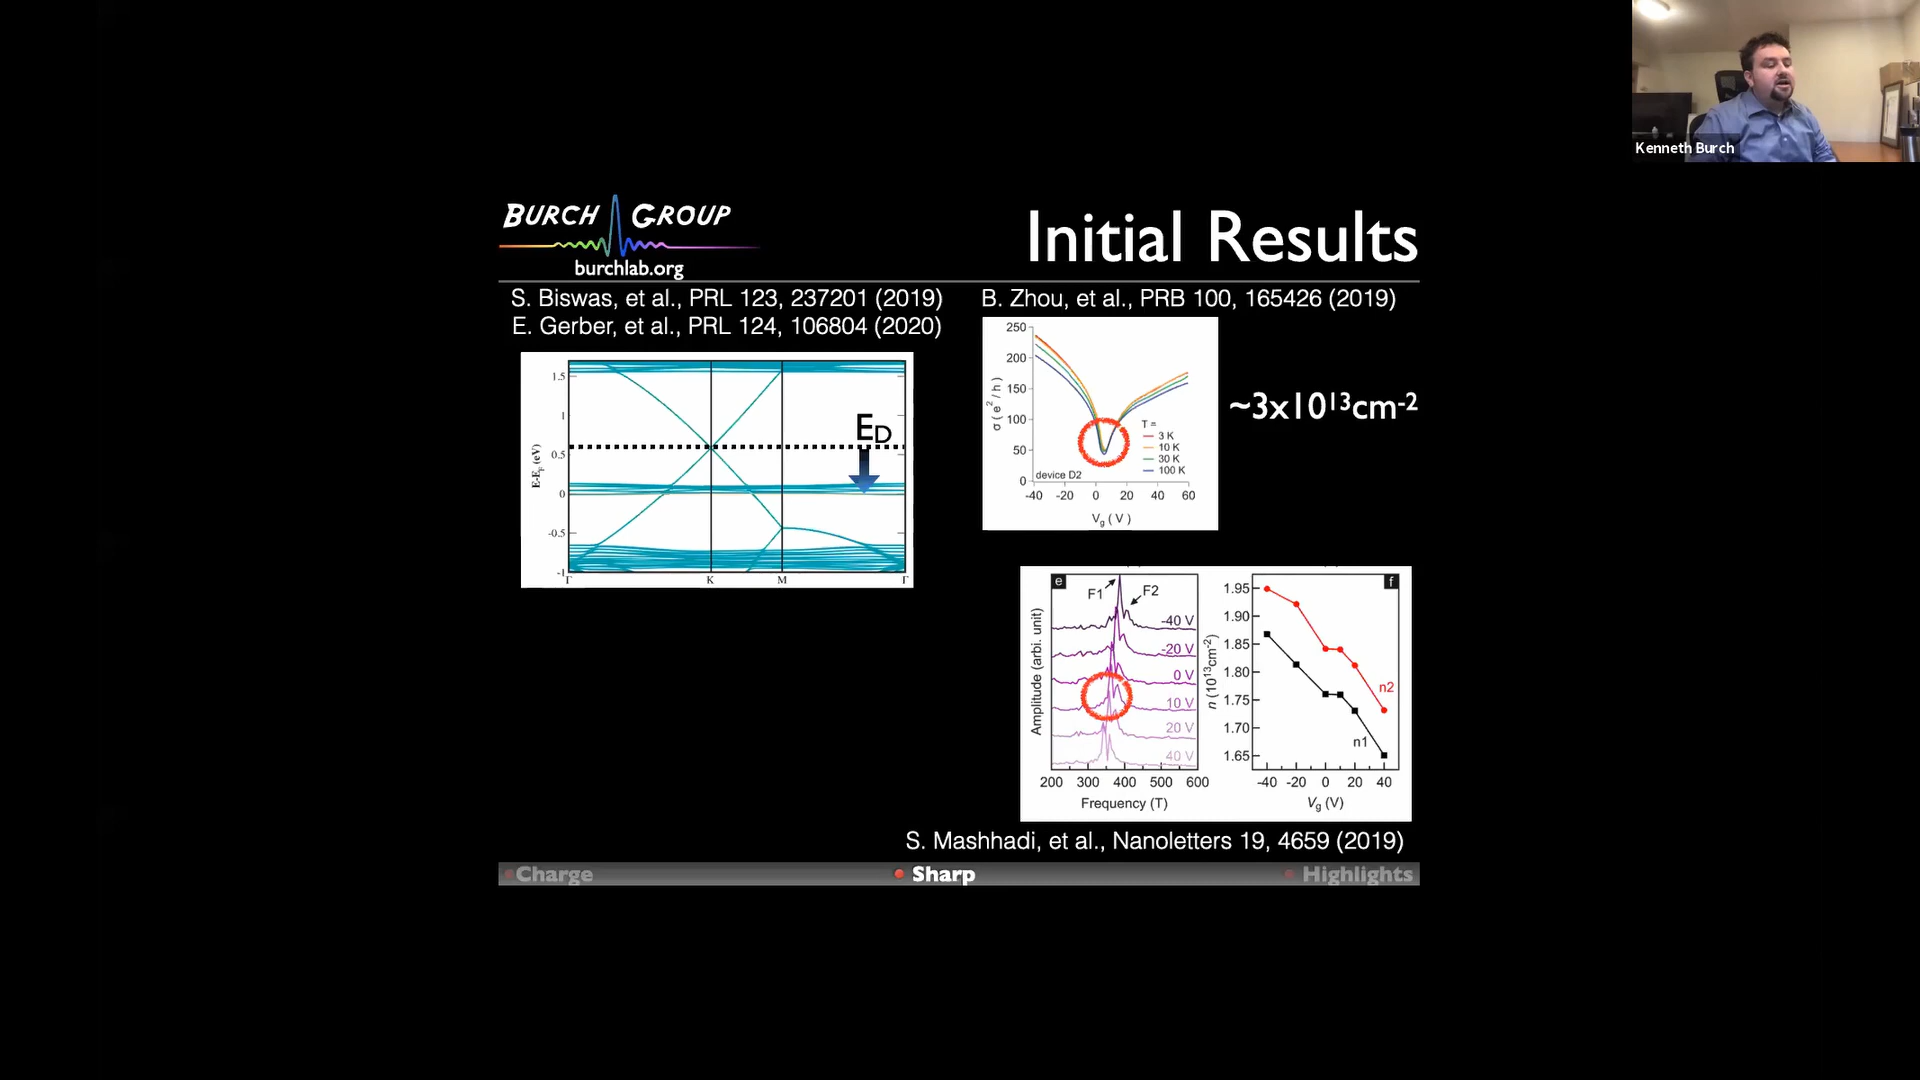 Kenneth Burch
BURCH GROUP
burchlab.org
Initial Results
S. Biswas, et al., PRL 123, 237201 (2019)
E. Gerber, et al., PRL 124, 106804 (2020)
B. Zhou, et al., PRB 100, 165426 (2019)
1.5
1
0.5
0
-0.5
-1
E-E_F (eV)
E_D
Γ K M Γ
250
200
150
100
50
0
σ (e²/h)
T =
3 K
10 K
30 K
100 K
device D2
-40 -20 0 20 40 60
Vg (V)
~3x10¹³cm⁻²
e
F1
F2
-40 V
-20 V
0 V
10 V
20 V
40 V
Amplitude (arbi. unit)
200 300 400 500 600
Frequency (T)
f
1.95
1.90
1.85
1.80
1.75
1.70
1.65
n (10¹³cm⁻²)
n2
n1
-40 -20 0 20 40
Vg (V)
S. Mashhadi, et al., Nanoletters 19, 4659 (2019)
Charge
Sharp
Highlights